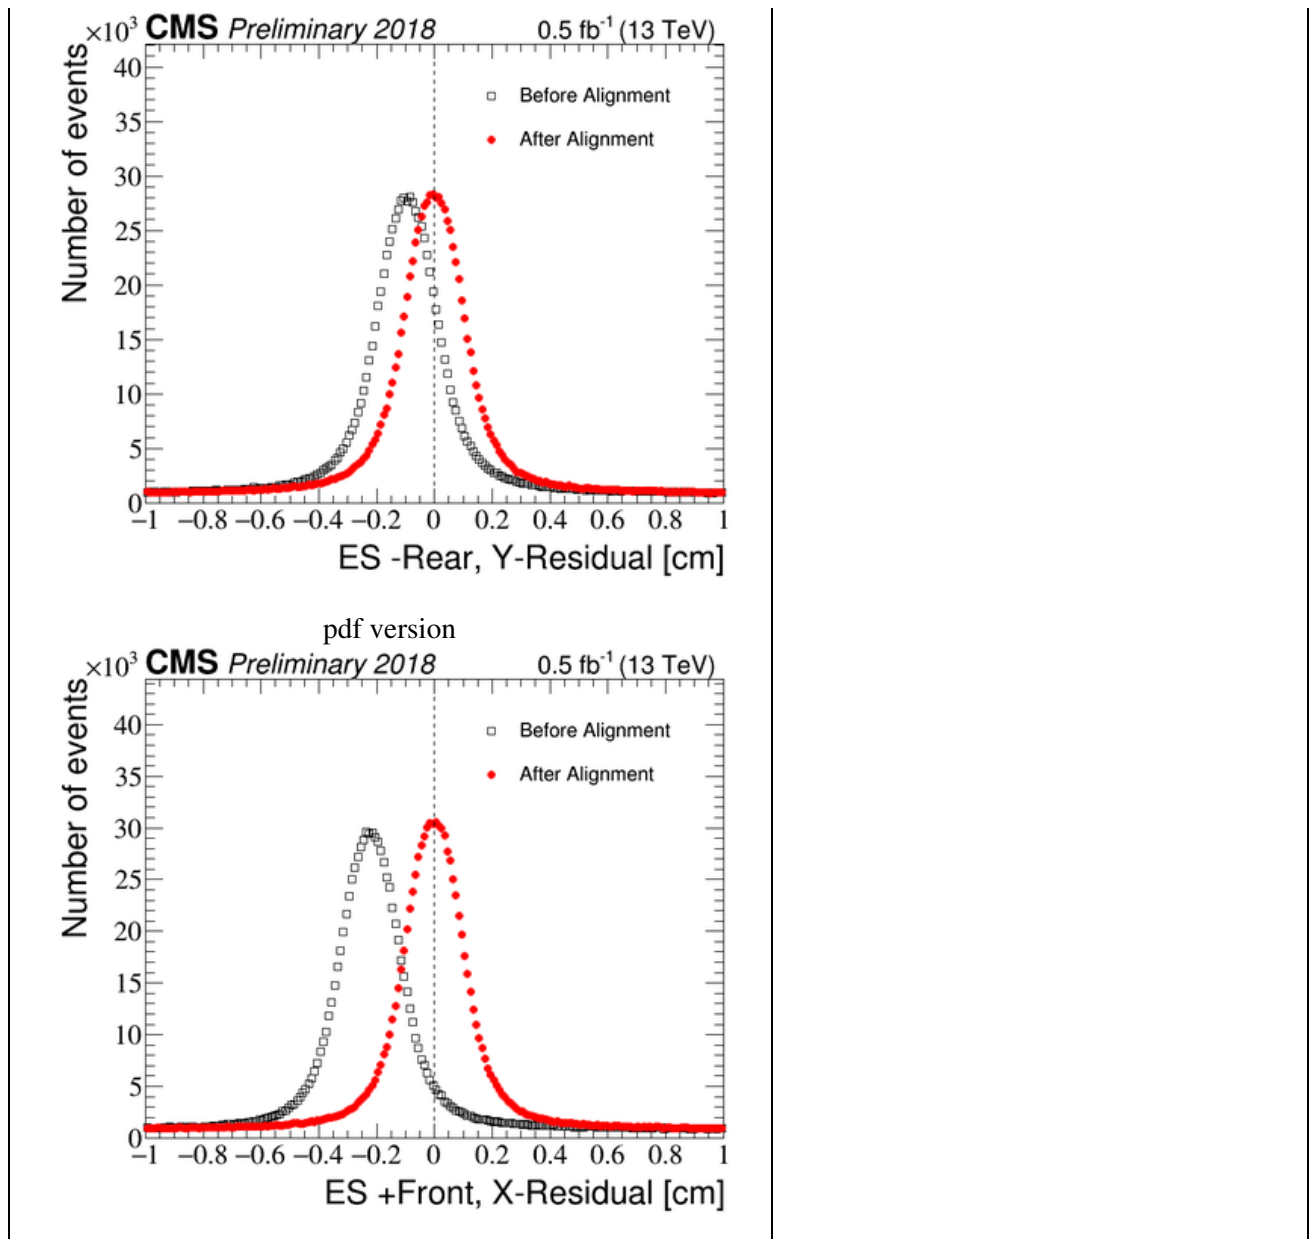 ×10³ CMS Preliminary 2018 0.5 fb⁻¹ (13 TeV)
Number of events
40
35
30
25
20
15
10
5
0
Before Alignment
After Alignment
−1 −0.8 −0.6 −0.4 −0.2 0 0.2 0.4 0.6 0.8 1
ES -Rear, Y-Residual [cm]
pdf version
×10³ CMS Preliminary 2018 0.5 fb⁻¹ (13 TeV)
Number of events
40
35
30
25
20
15
10
5
0
Before Alignment
After Alignment
−1 −0.8 −0.6 −0.4 −0.2 0 0.2 0.4 0.6 0.8 1
ES +Front, X-Residual [cm]